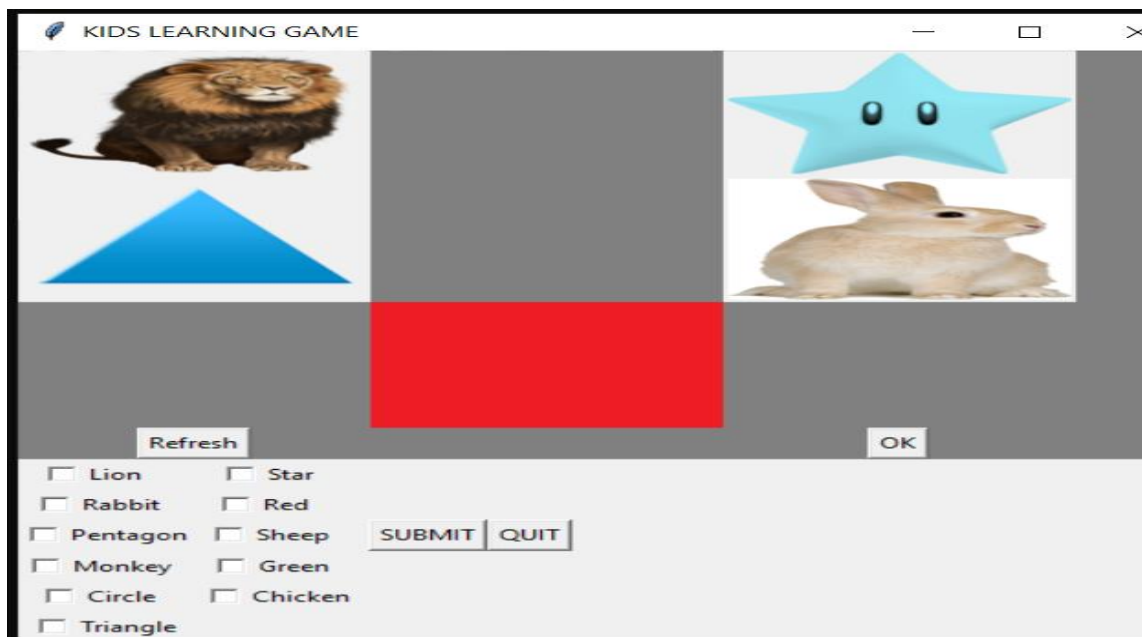 KIDS LEARNING GAME
Refresh OK
Lion Star
Rabbit Red
Pentagon Sheep SUBMIT QUIT
Monkey Green
Circle Chicken
Triangle